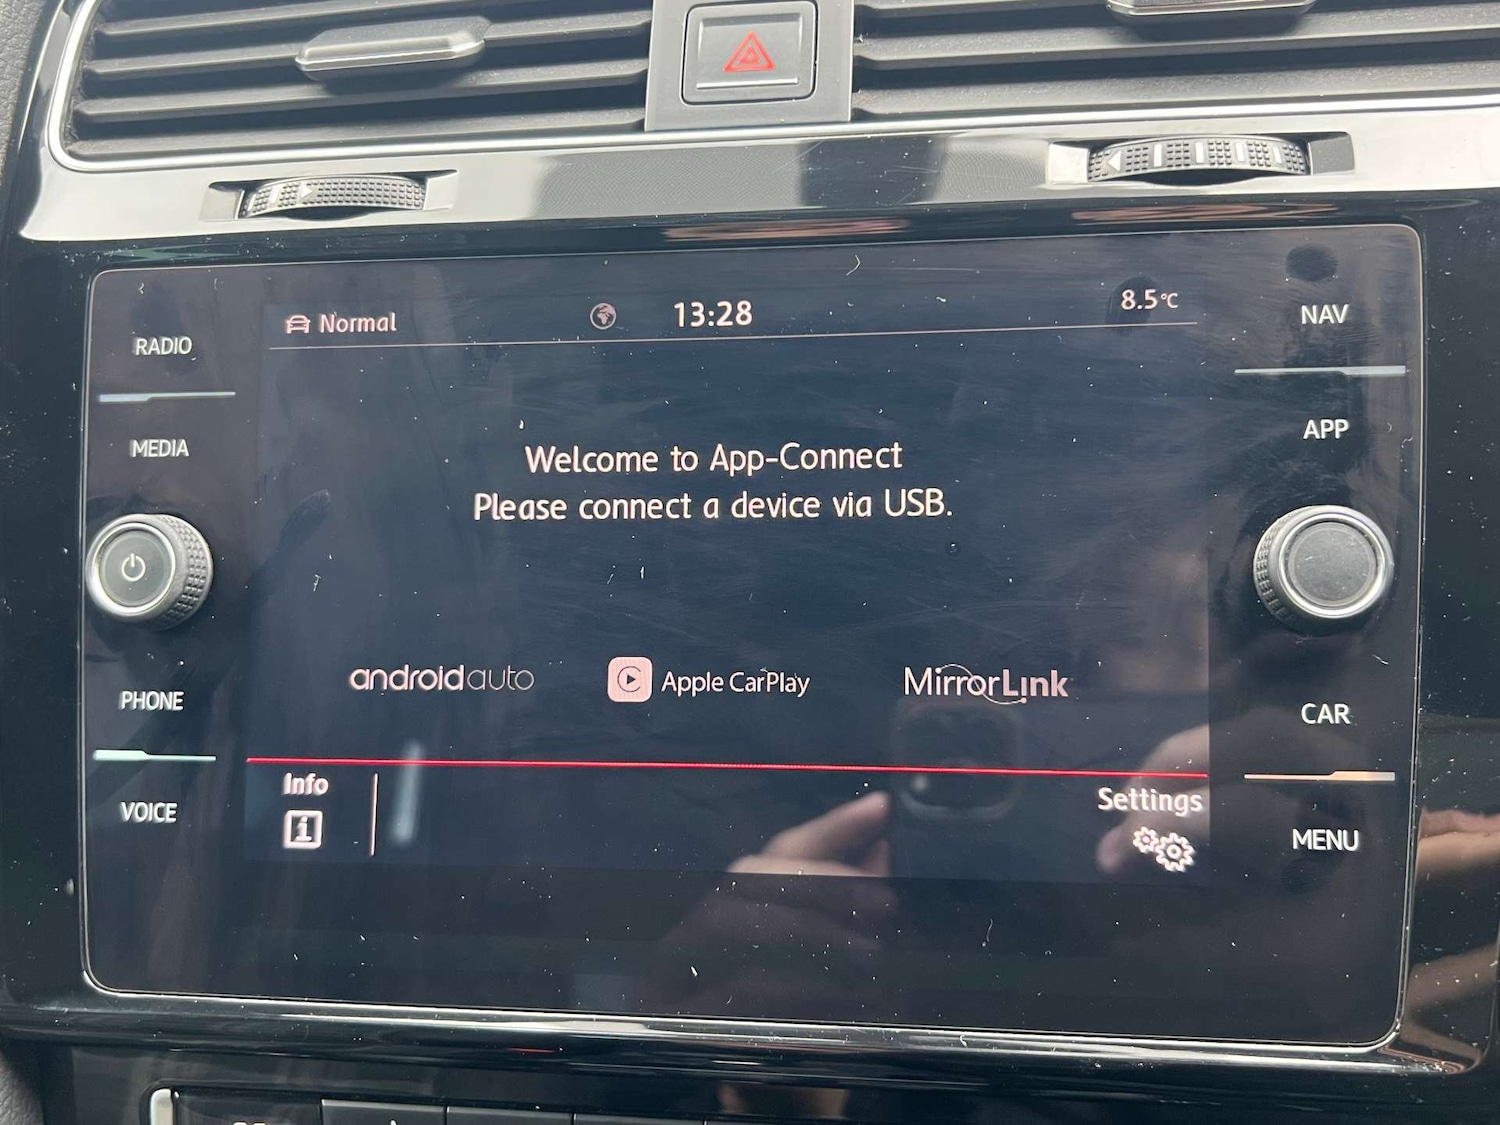 Normal
13:28
8.5°C
NAV
RADIO
APP
MEDIA
Welcome to App-Connect
Please connect a device via USB.
androidauto
Apple CarPlay
MirrorLink
PHONE
CAR
Info
Settings
VOICE
MENU